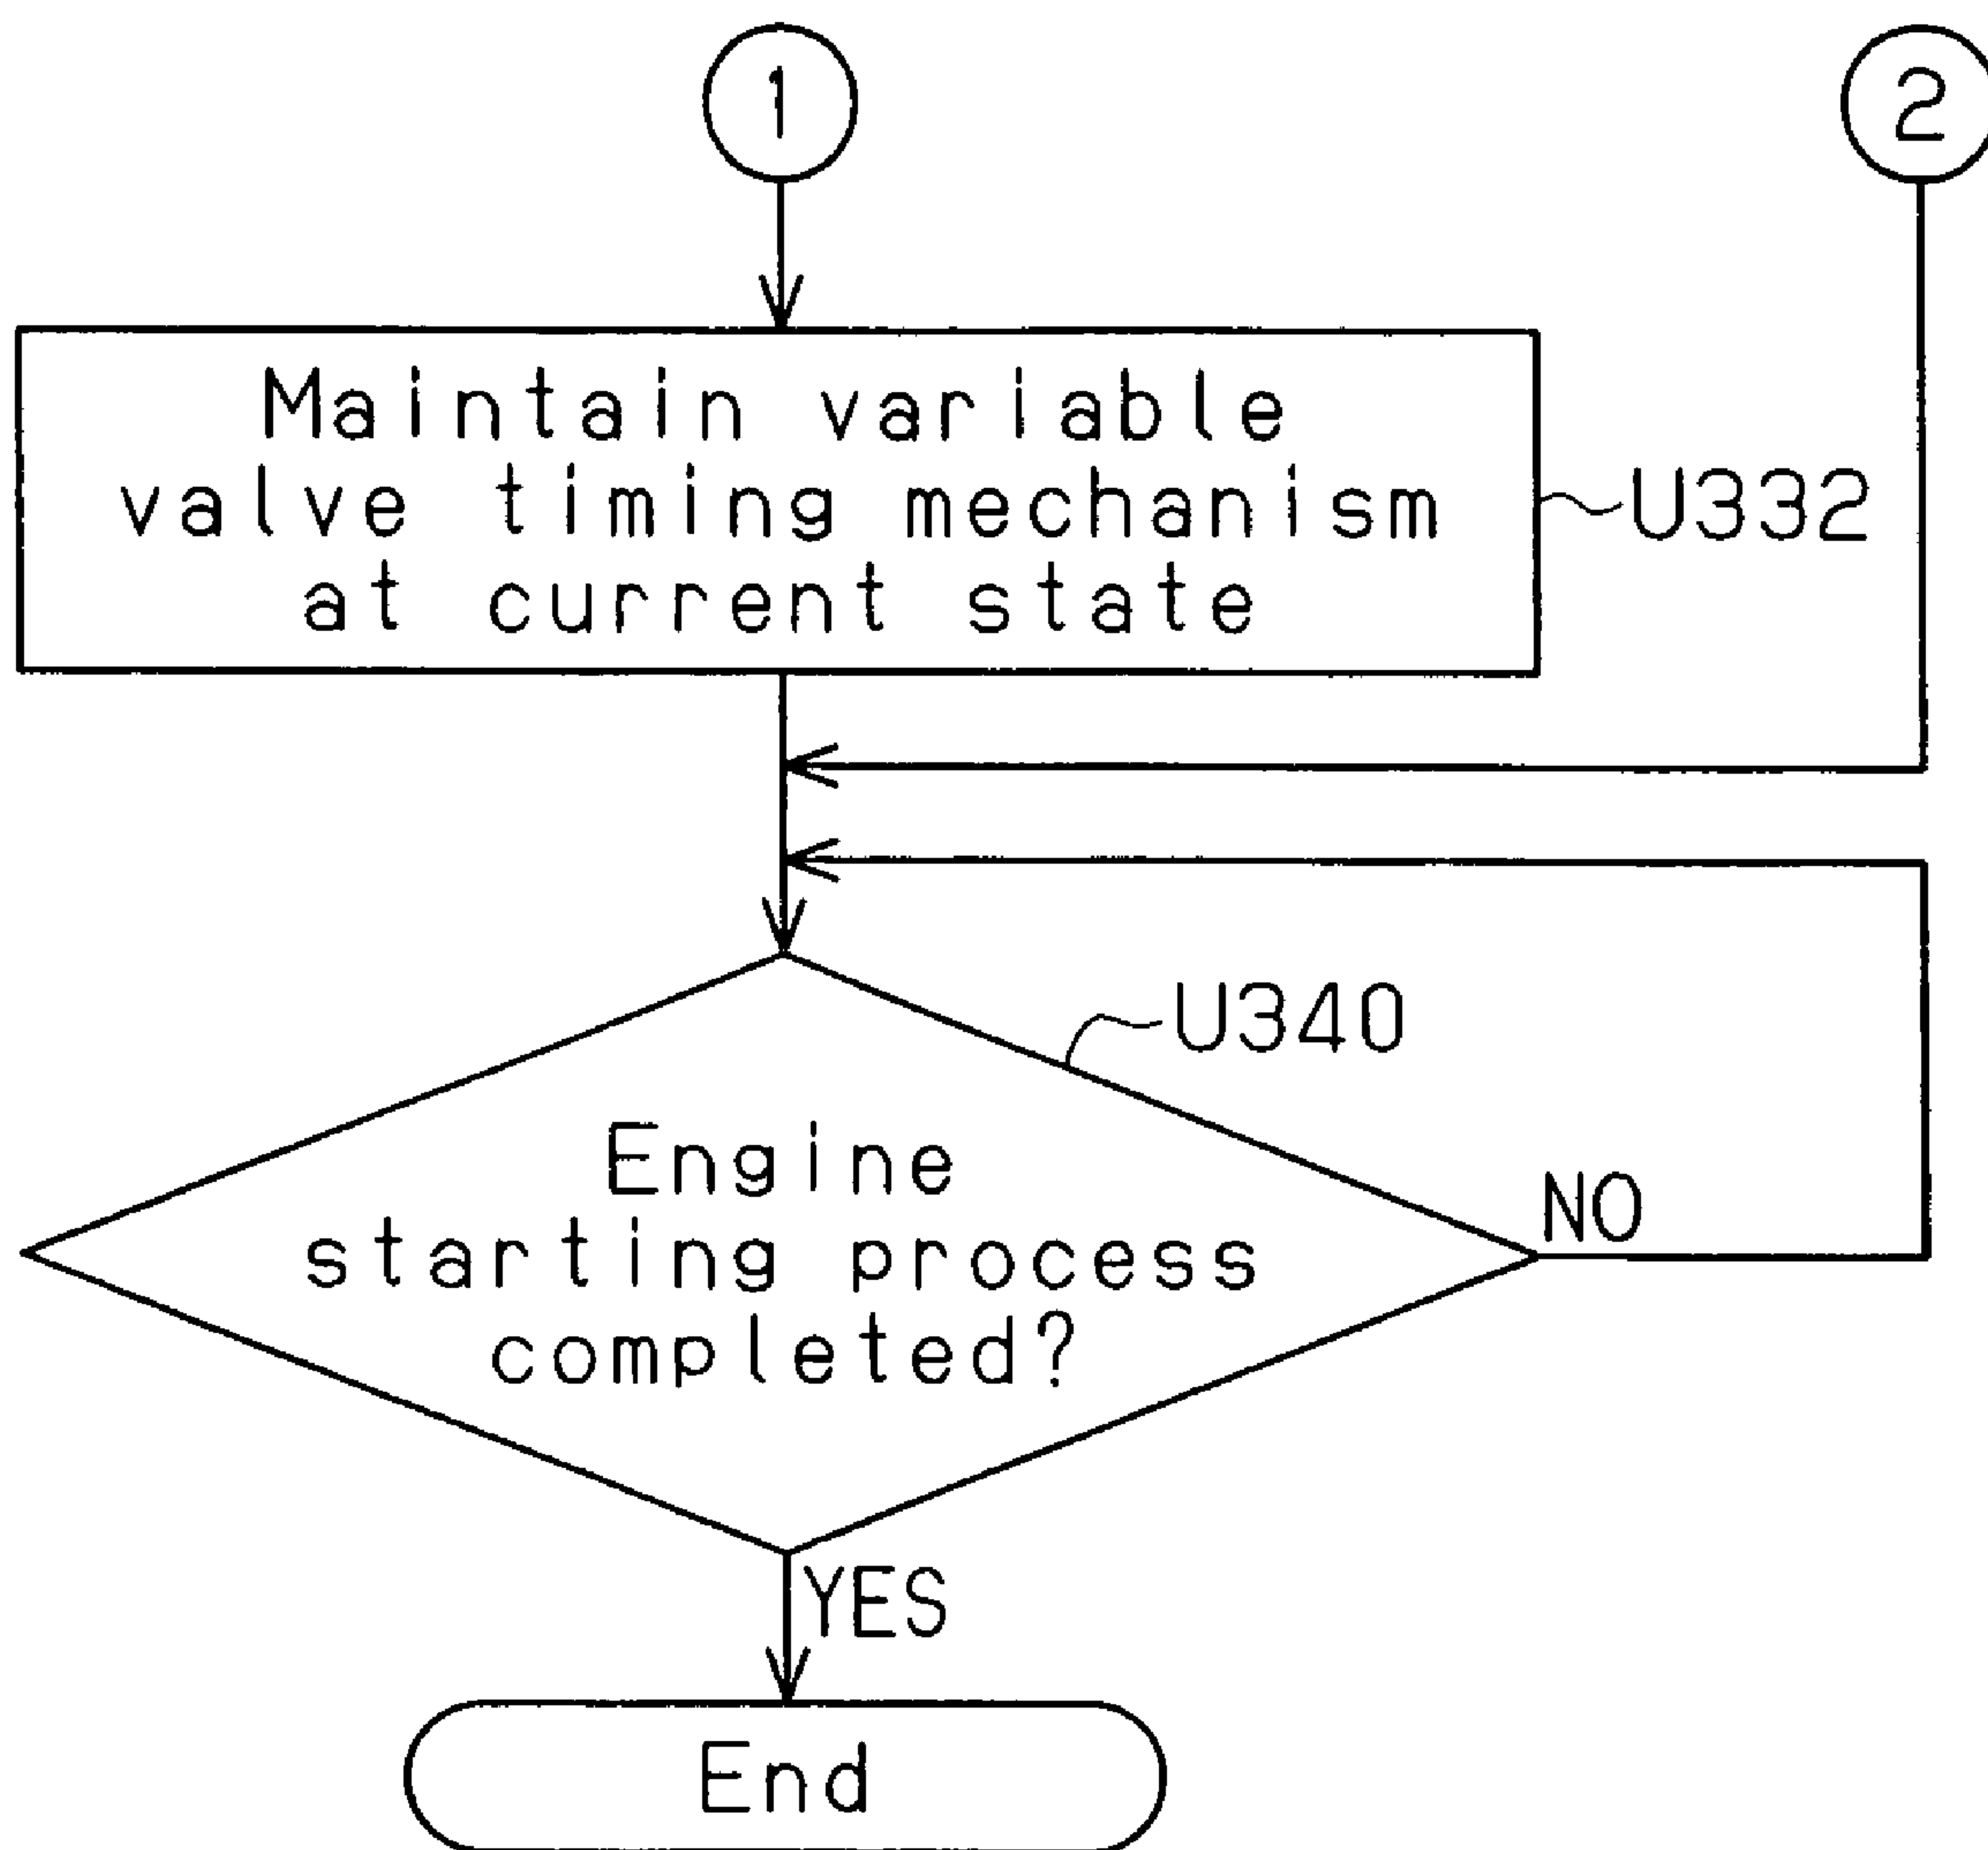 1
2
Maintain variable
valve timing mechanism
at current state
U332
U340
Engine
starting process
completed?
NO
YES
End